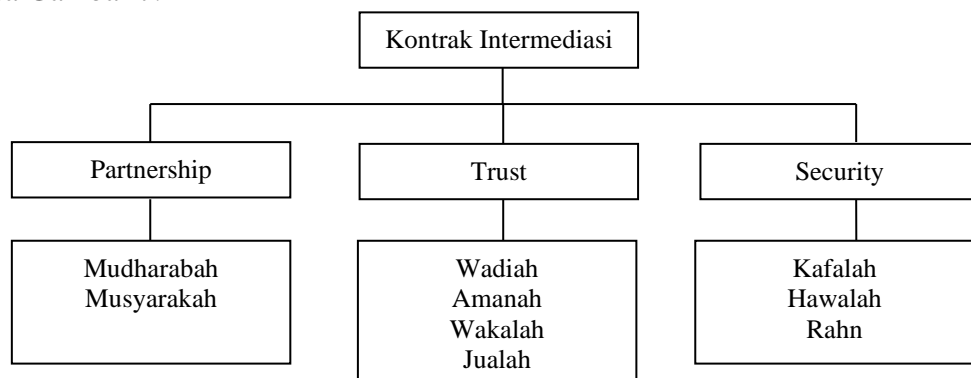 Kontrak Intermediasi
Partnership
Trust
Security
Mudharabah
Musyarakah
Wadiah
Amanah
Wakalah
Jualah
Kafalah
Hawalah
Rahn